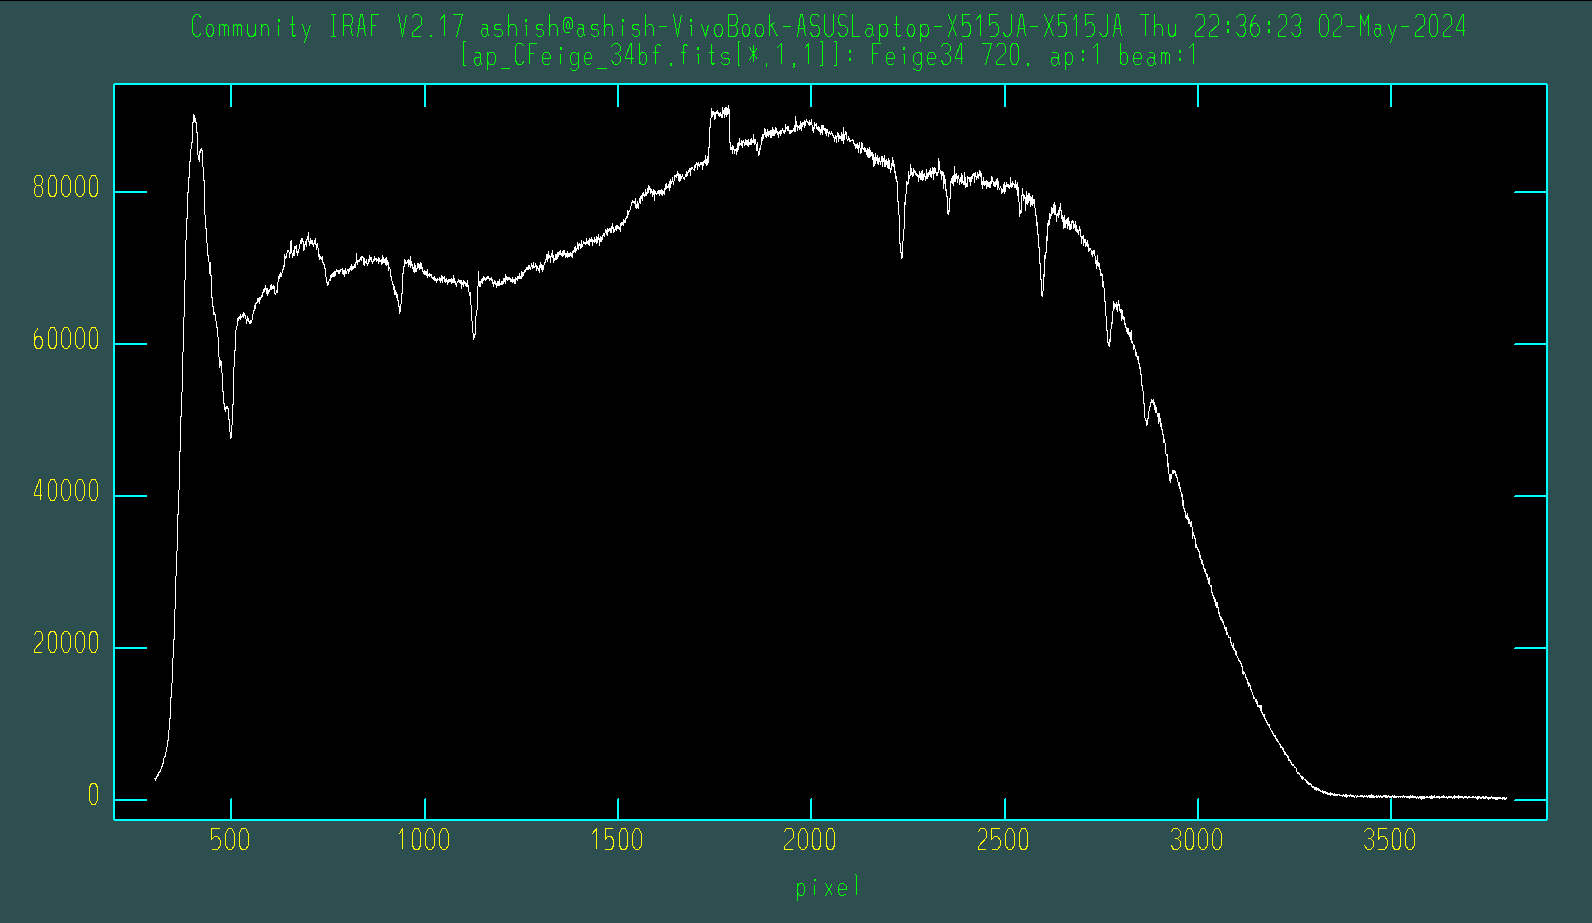 Community IRAF V2.17 ashish@ashish-VivoBook-ASUSLaptop-X515JA-X515JA Thu 22:36:23 02-May-2024
[ap_CFeige_34bf.fits[*,1,1]]: Feige34 720. ap:1 beam:1
80000
60000
40000
20000
0
500 1000 1500 2000 2500 3000 3500
pixel